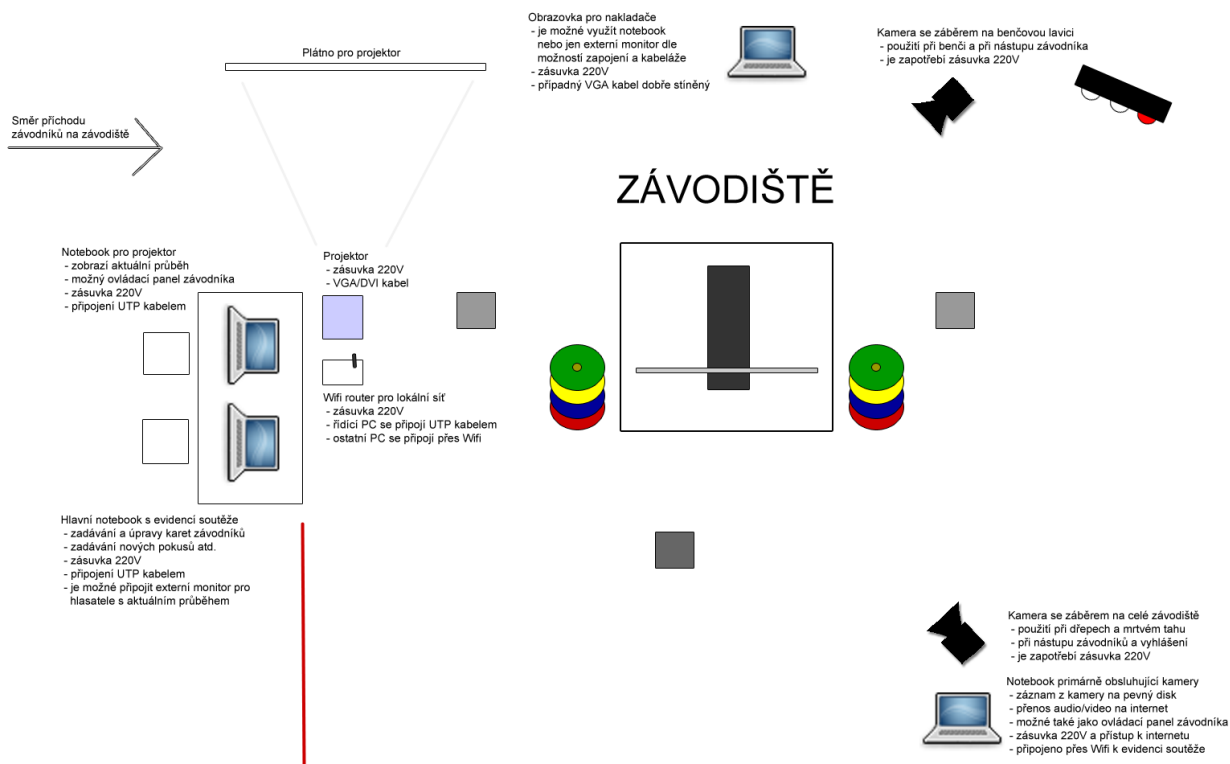 Obrazovka pro nakladače
- je možné využít notebook
nebo jen externí monitor dle
možností zapojení a kabeláže
- zásuvka 220V
- případný VGA kabel dobře stíněný
Kamera se záběrem na benčovou lavici
- použití při benči a při nástupu závodníka
- je zapotřebí zásuvka 220V
Plátno pro projektor
Směr příchodu
závodníků na závodiště
ZÁVODIŠTĚ
Notebook pro projektor
- zobrazí aktuální průběh
- možný ovládací panel závodníka
- zásuvka 220V
- připojení UTP kabelem
Projektor
- zásuvka 220V
- VGA/DVI kabel
Wifi router pro lokální síť
- zásuvka 220V
- řídící PC se připojí UTP kabelem
- ostatní PC se připojí přes Wifi
Hlavní notebook s evidencí soutěže
- zadávání a úpravy karet závodníků
- zadávání nových pokusů atd.
- zásuvka 220V
- připojení UTP kabelem
- je možné připojit externí monitor pro
hlasatele s aktuálním průběhem
Kamera se záběrem na celé závodiště
- použití při dřepech a mrtvém tahu
- při nástupu závodníků a vyhlášení
- je zapotřebí zásuvka 220V
Notebook primárně obsluhující kamery
- záznam z kamery na pevný disk
- přenos audio/video na internet
- možné také jako ovládací panel závodníka
- zásuvka 220V a přístup k internetu
- připojeno přes Wifi k evidenci soutěže